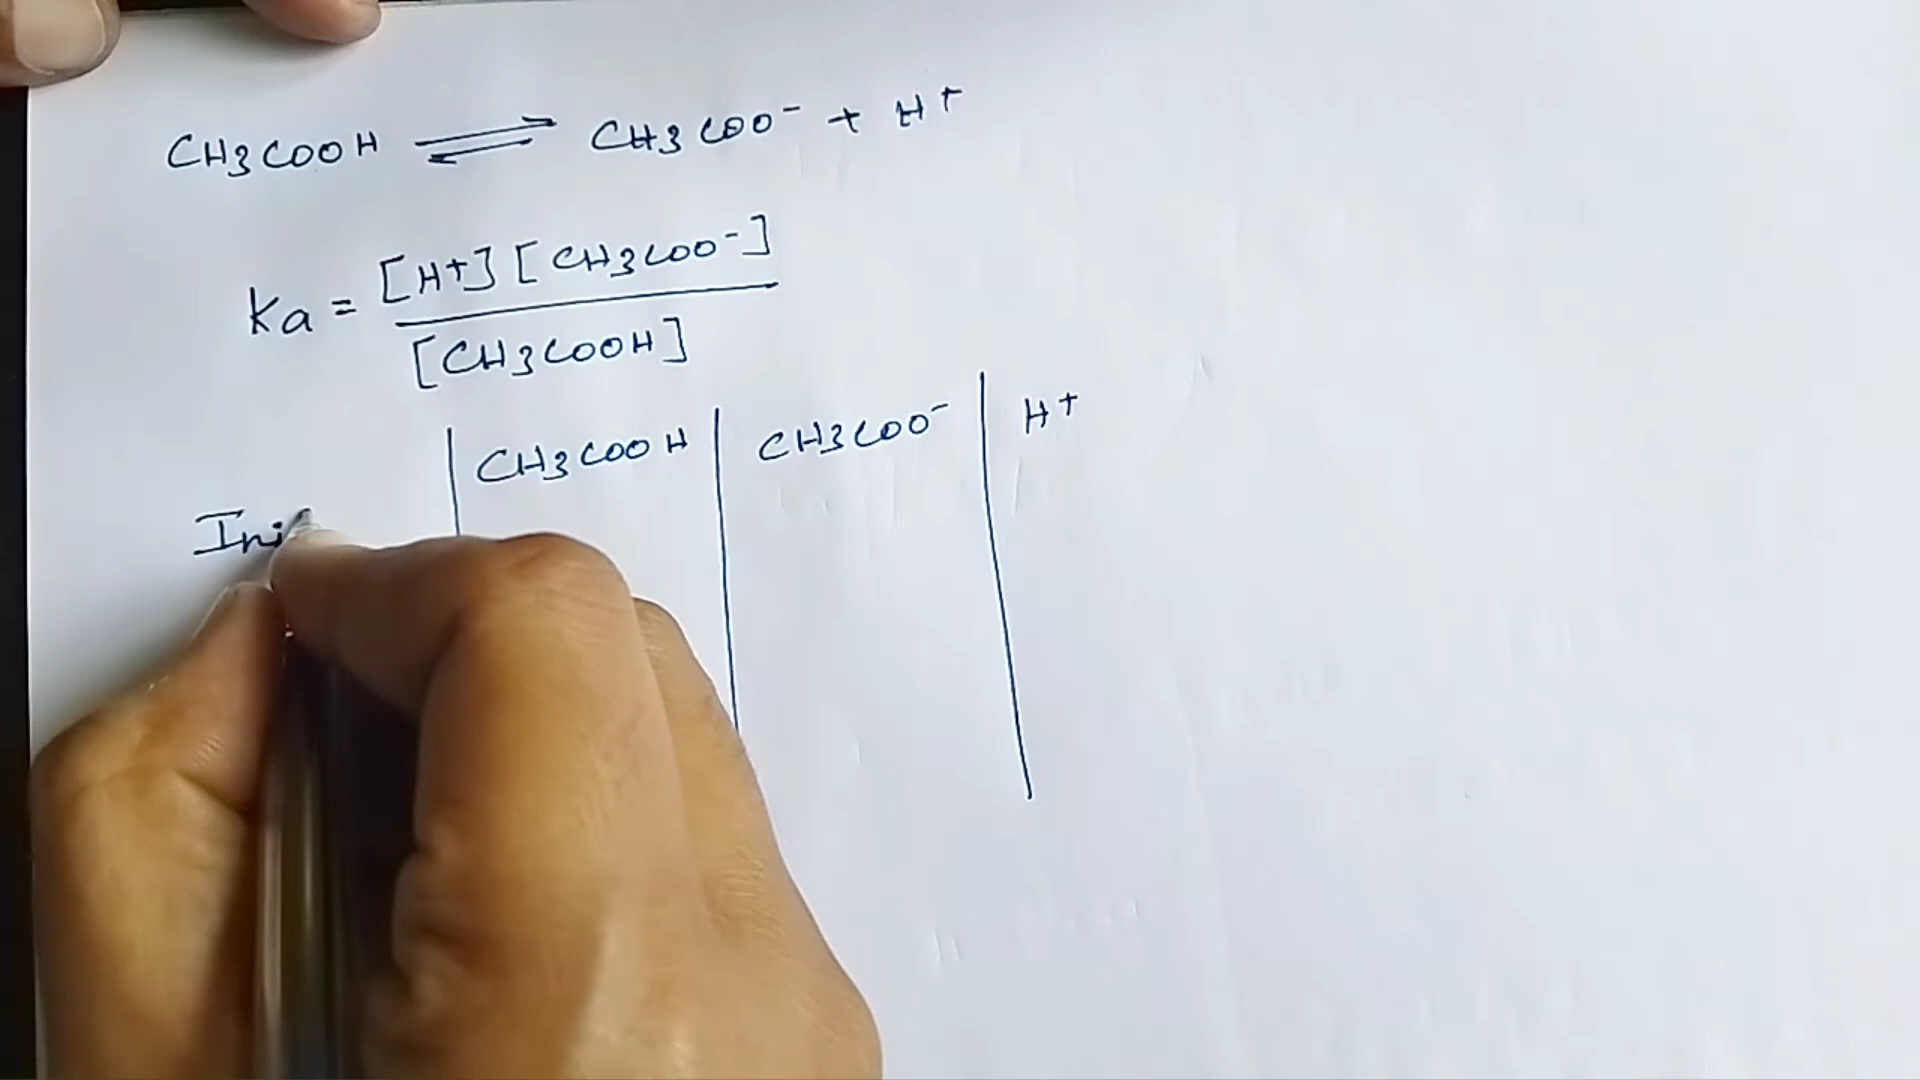 CH3COOH ⇌ CH3COO⁻ + H⁺
Ka = [H⁺] [CH3COO⁻]
[CH3COOH]
CH3COOH | CH3COO⁻ | H⁺
Ini